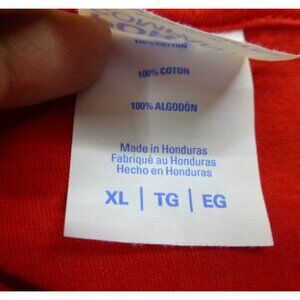 100% COTTON
100% COTON
100% ALGODÓN
Made in Honduras
Fabriqué au Honduras
Hecho en Honduras
XL | TG | EG